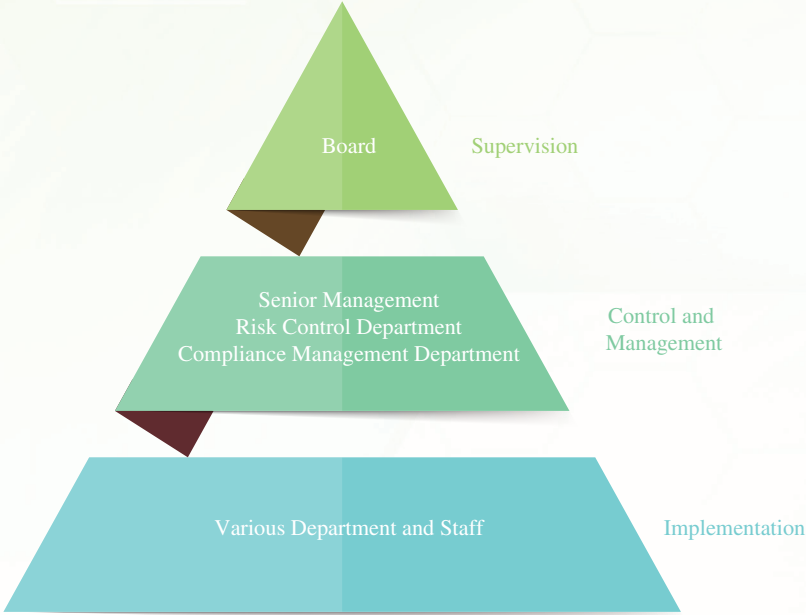 Board
Supervision
Senior Management
Risk Control Department
Compliance Management Department
Control and
Management
Various Department and Staff
Implementation